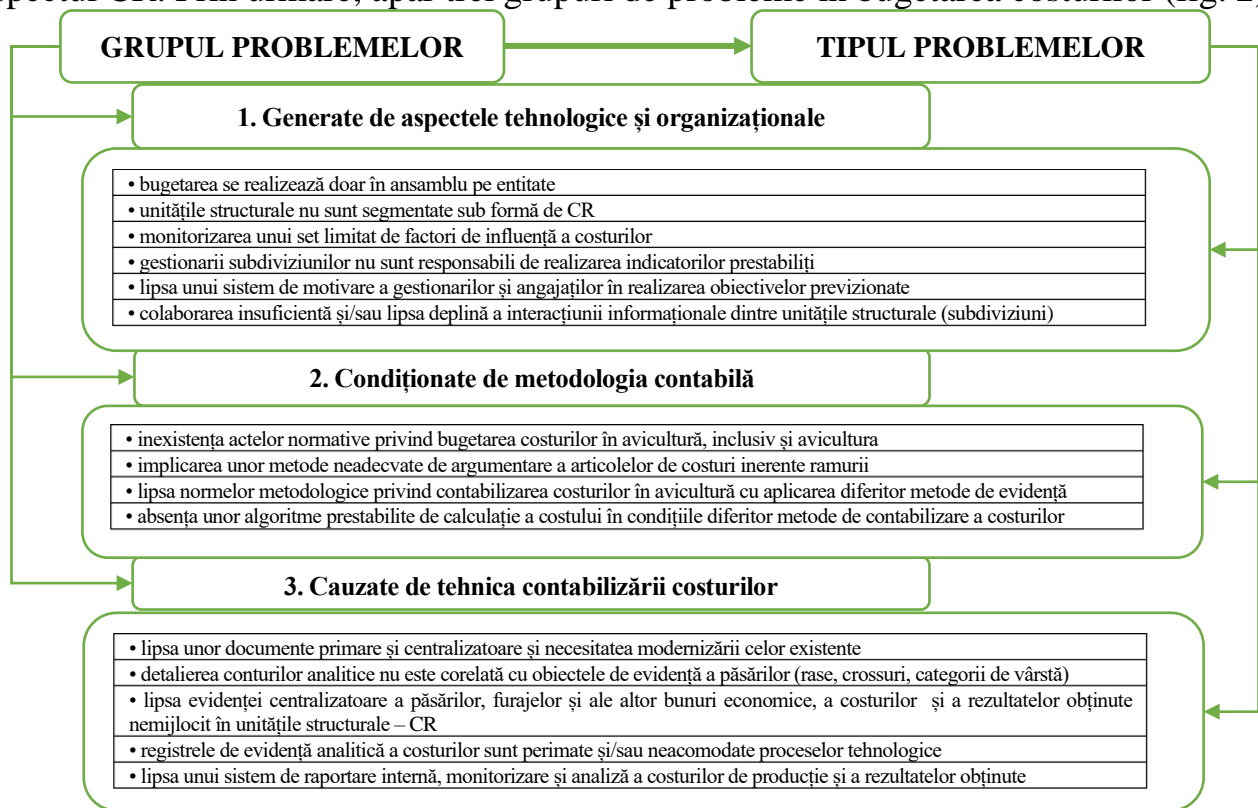 GRUPUL PROBLEMELOR
TIPUL PROBLEMELOR
1. Generate de aspectele tehnologice și organizaționale
• bugetarea se realizează doar în ansamblu pe entitate
• unitățile structurale nu sunt segmentate sub formă de CR
• monitorizarea unui set limitat de factori de influență a costurilor
• gestionarii subdiviziunilor nu sunt responsabili de realizarea indicatorilor prestabiliți
• lipsa unui sistem de motivare a gestionarilor și angajaților în realizarea obiectivelor previzionate
• colaborarea insuficientă și/sau lipsa deplină a interacțiunii informaționale dintre unitățile structurale (subdiviziuni)
2. Condiționate de metodologia contabilă
• inexistența actelor normative privind bugetarea costurilor în avicultură, inclusiv și avicultura
• implicarea unor metode neadecvate de argumentare a articolelor de costuri inerente ramurii
• lipsa normelor metodologice privind contabilizarea costurilor în avicultură cu aplicarea diferitor metode de evidență
• absența unor algoritme prestabilite de calculație a costului în condițiile diferitor metode de contabilizare a costurilor
3. Cauzate de tehnica contabilizării costurilor
• lipsa unor documente primare și centralizatoare și necesitatea modernizării celor existente
• detalierea conturilor analitice nu este corelată cu obiectele de evidență a păsărilor (rase, crossuri, categorii de vârstă)
• lipsa evidenței centralizatoare a păsărilor, furajelor și ale altor bunuri economice, a costurilor și a rezultatelor obținute
nemijlocit în unitățile structurale – CR
• registrele de evidență analitică a costurilor sunt perimate și/sau neacomodate proceselor tehnologice
• lipsa unui sistem de raportare internă, monitorizare și analiză a costurilor de producție și a rezultatelor obținute